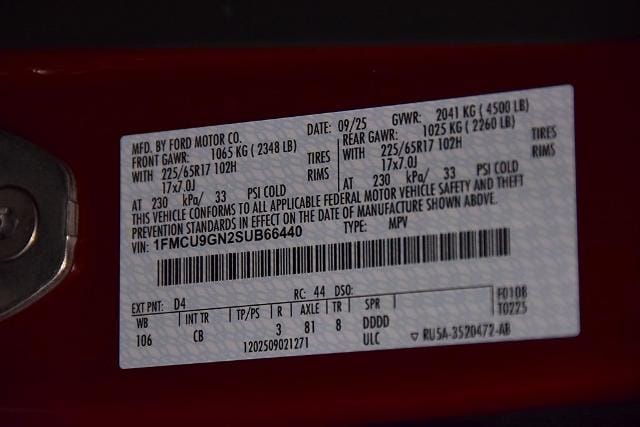 MFD. BY FORD MOTOR CO. DATE: 09/25 GVWR: 2041 KG ( 4500 LB)
FRONT GAWR: 1065 KG ( 2348 LB) REAR GAWR: 1025 KG ( 2260 LB)
WITH 225/65R17 102H TIRES WITH 225/65R17 102H TIRES
17x7.0J RIMS 17x7.0J RIMS
AT 230 kPa/ 33 PSI COLD AT 230 kPa/ 33 PSI COLD
THIS VEHICLE CONFORMS TO ALL APPLICABLE FEDERAL MOTOR VEHICLE SAFETY AND THEFT
PREVENTION STANDARDS IN EFFECT ON THE DATE OF MANUFACTURE SHOWN ABOVE.
VIN: 1FMCU9GN2SUB66440 TYPE: MPV
EXT PNT: D4 RC: 44 DSO: F0108
WB INT TR TP/PS R AXLE TR SPR T0225
106 CB 3 81 8 DDDD
1202509021271 ULC ▽ RU5A-3520472-AB